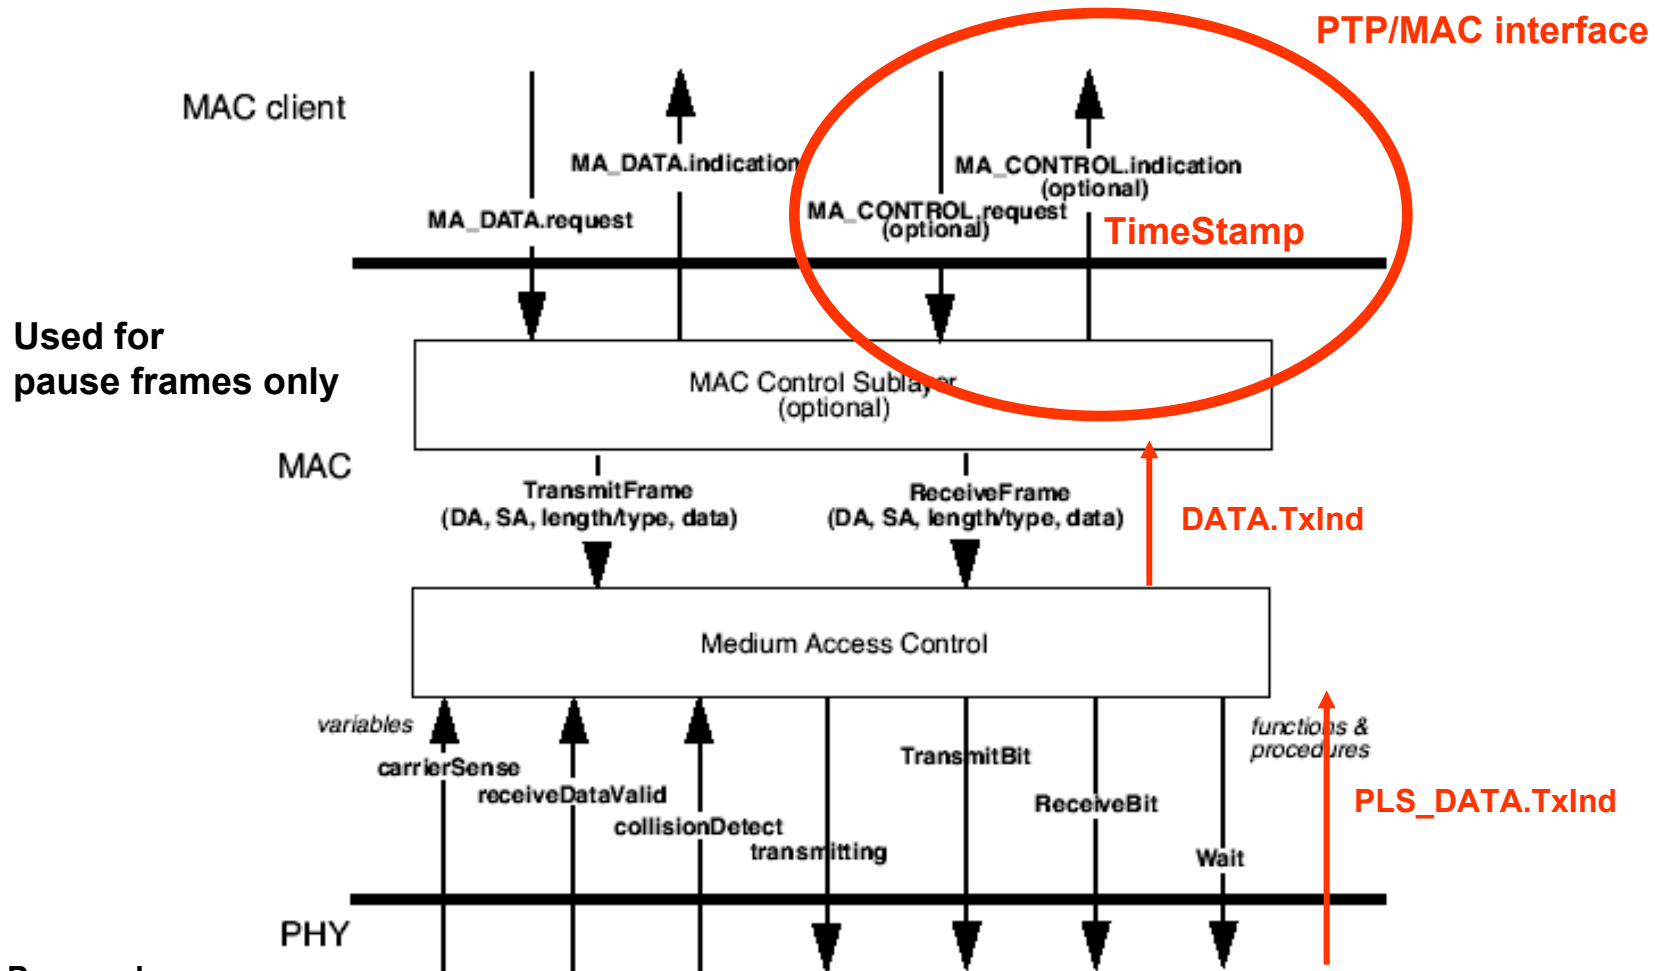 PTP/MAC interface
MAC client
MA_DATA.indication
MA_CONTROL.indication
(optional)
MA_DATA.request
MA_CONTROL.request
(optional)
TimeStamp
Used for
pause frames only
MAC Control Sublayer
(optional)
MAC
TransmitFrame
(DA, SA, length/type, data)
ReceiveFrame
(DA, SA, length/type, data)
DATA.TxInd
Medium Access Control
variables
functions &
procedures
carrierSense
receiveDataValid
collisionDetect
transmitting
TransmitBit
ReceiveBit
Wait
PLS_DATA.TxInd
PHY